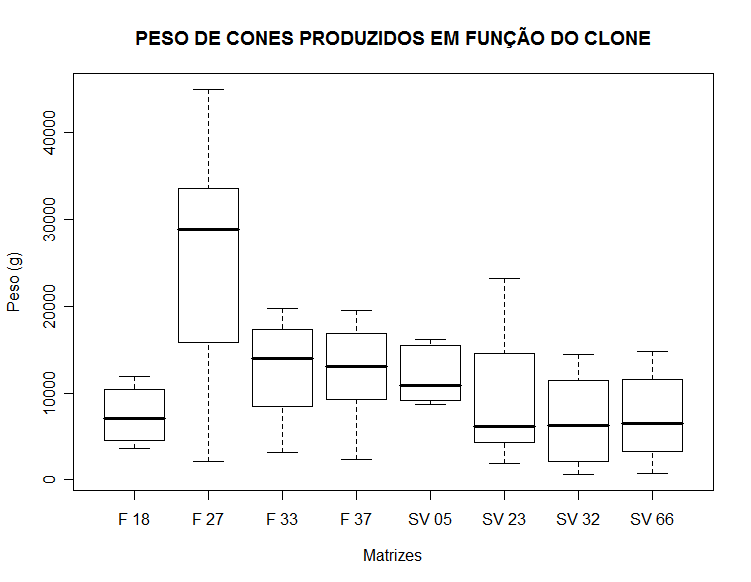 PESO DE CONES PRODUZIDOS EM FUNÇÃO DO CLONE
Peso (g)
40000
30000
20000
10000
0
F 18 F 27 F 33 F 37 SV 05 SV 23 SV 32 SV 66
Matrizes